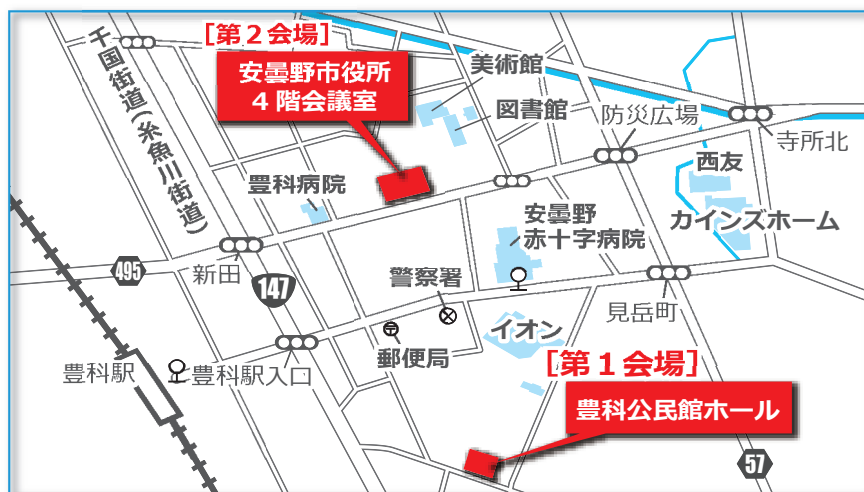 [第2会場]
安曇野市役所
4階会議室
千国街道(糸魚川街道)
美術館
図書館
防災広場
寺所北
西友
カインズホーム
豊科病院
安曇野
赤十字病院
新田
495
147
警察署
見岳町
イオン
郵便局
豊科駅
豊科駅入口
[第1会場]
豊科公民館ホール
57